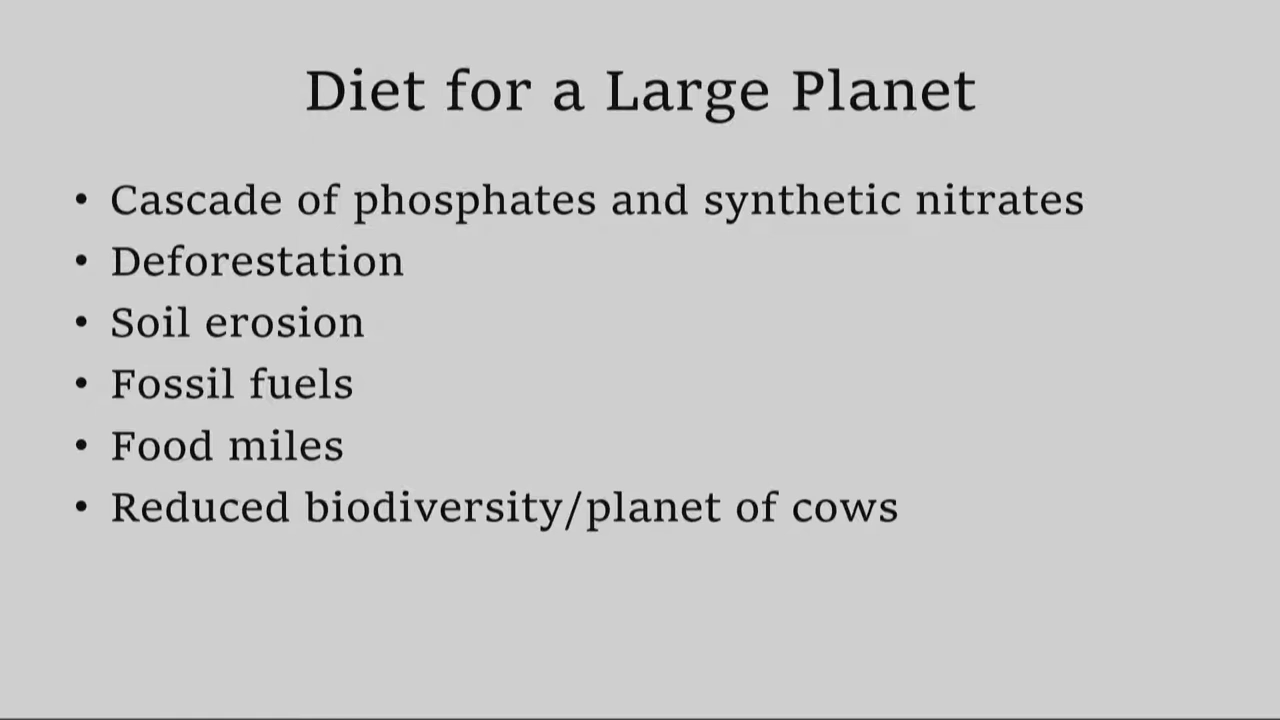 Diet for a Large Planet
• Cascade of phosphates and synthetic nitrates
• Deforestation
• Soil erosion
• Fossil fuels
• Food miles
• Reduced biodiversity/planet of cows